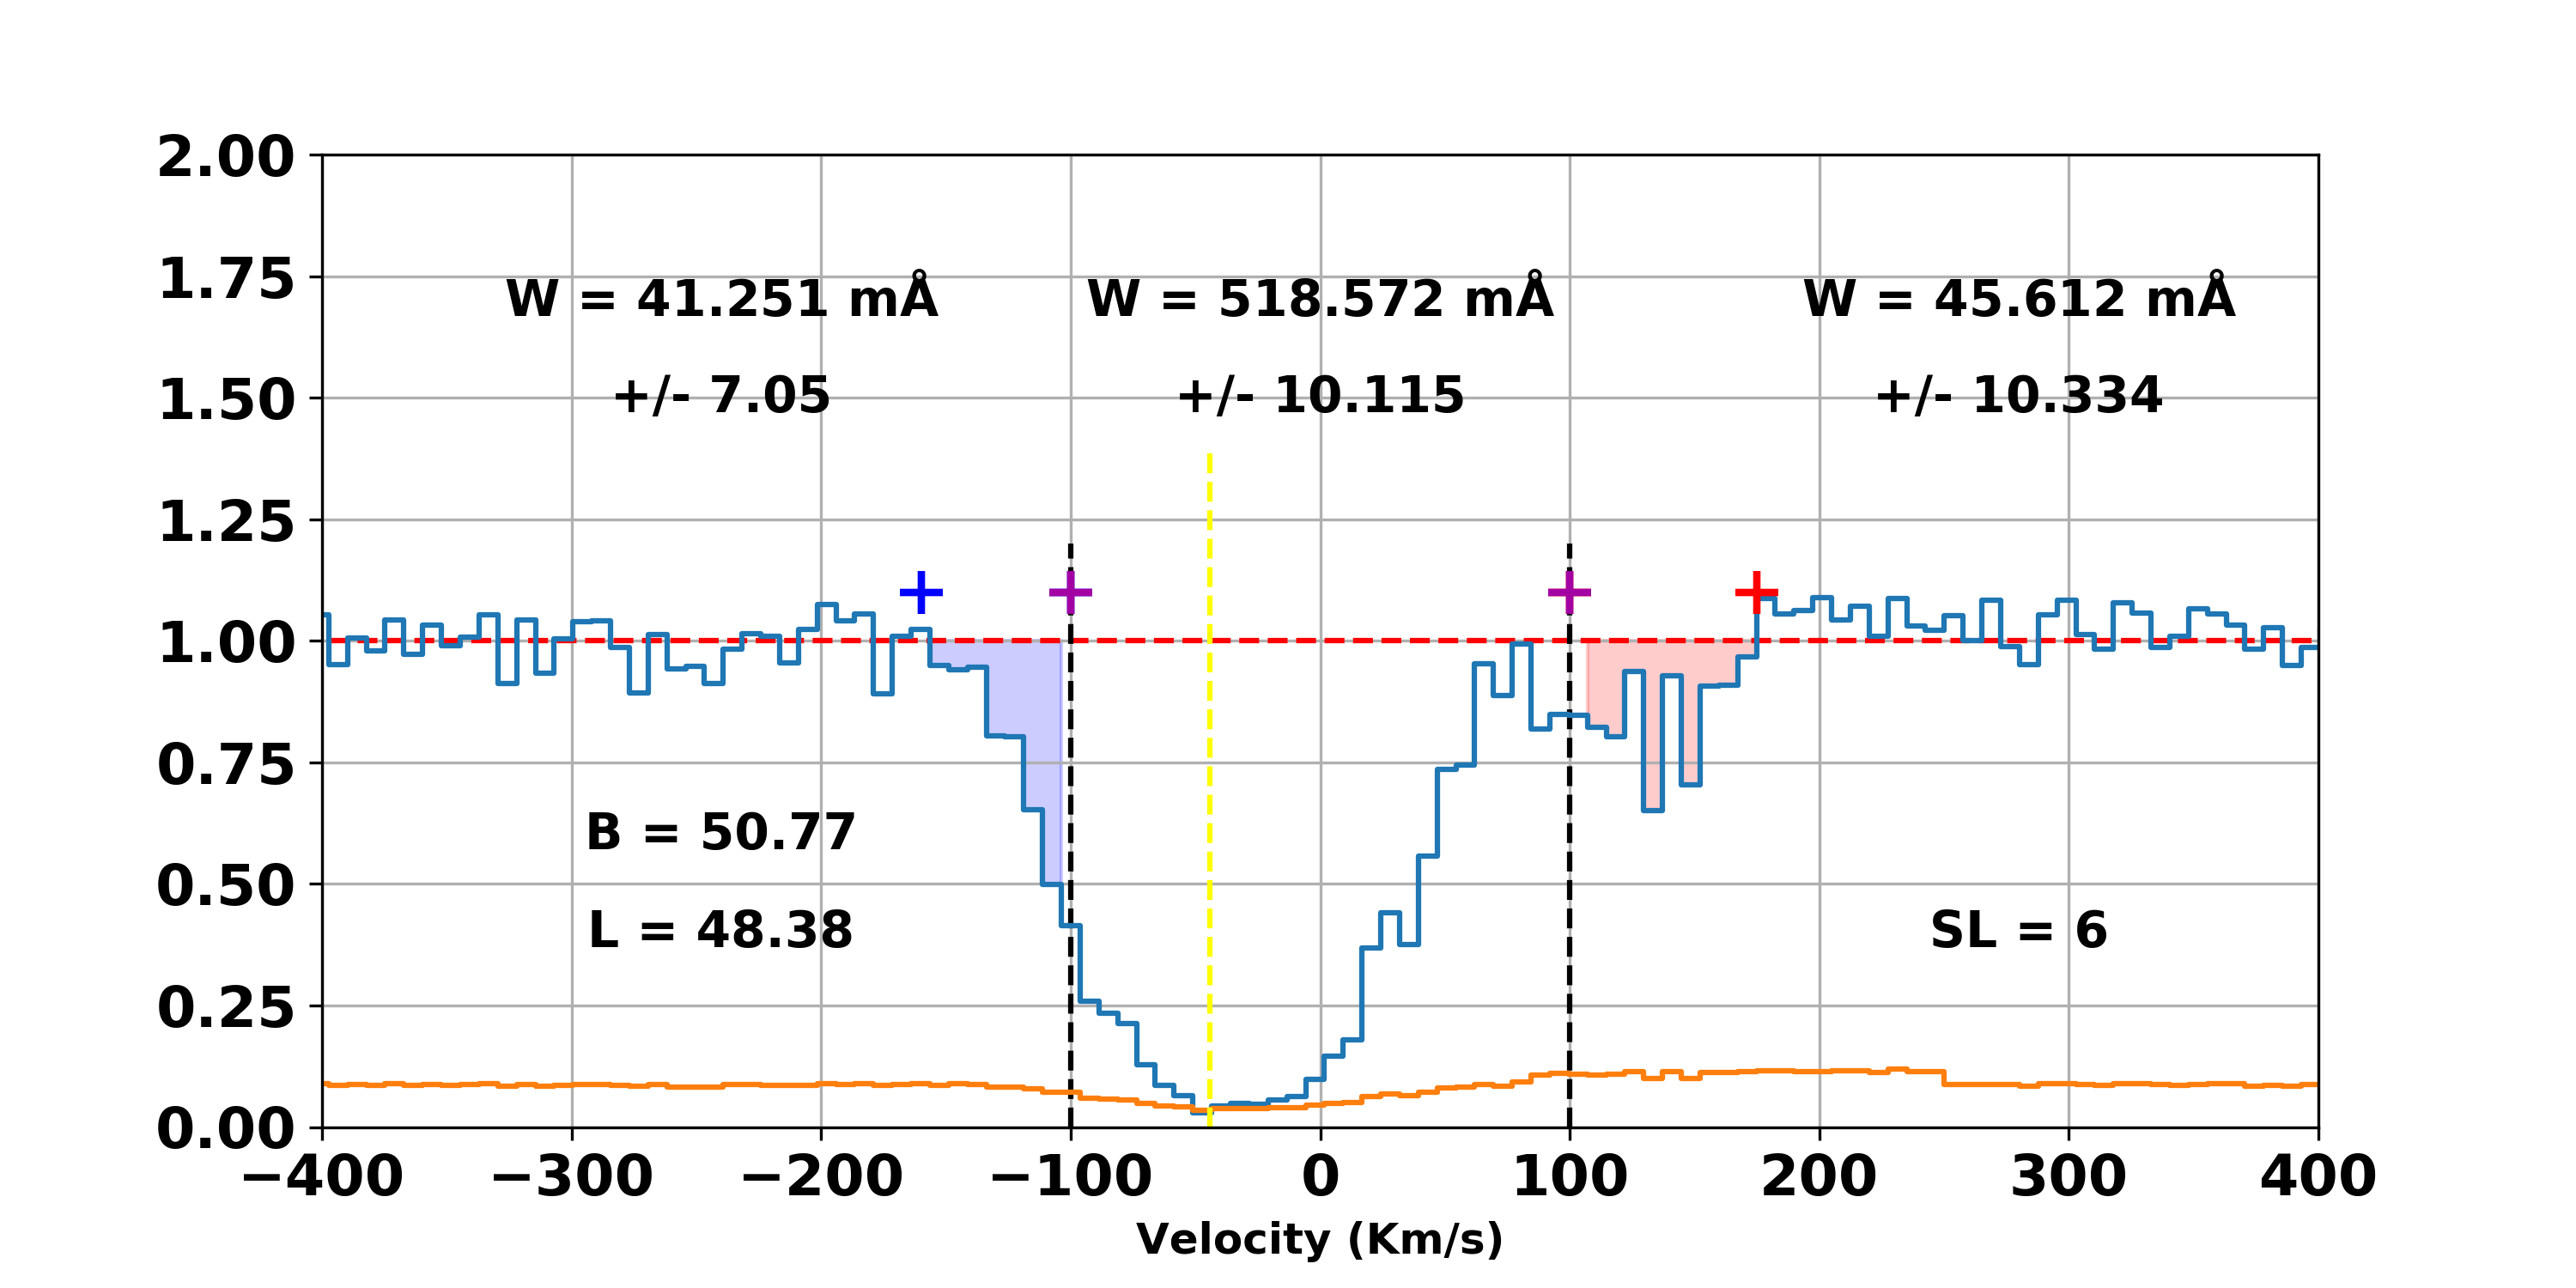 2.00
1.75
W = 41.251 mÅ W = 518.572 mÅ W = 45.612 mÅ
1.50
+/- 7.05 +/- 10.115 +/- 10.334
1.25
1.00
0.75
B = 50.77
0.50
L = 48.38 SL = 6
0.25
0.00
−400 −300 −200 −100 0 100 200 300 400
Velocity (Km/s)